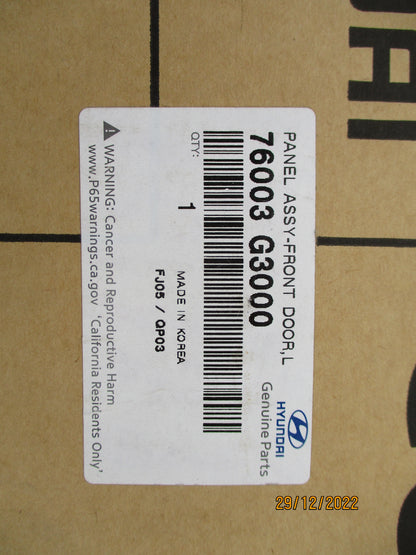 PANEL ASSY-FRONT DOOR,L
76003 G3000
QTY:
1
MADE IN KOREA
FJ05 / QP03
HYUNDAI
Genuine Parts
WARNING: Cancer and Reproductive Harm
www.P65warnings.ca.gov 'California Residents Only'
29/12/2022